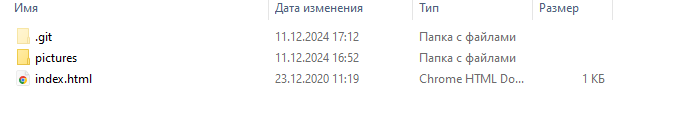 Имя Дата изменения Тип Размер
.git 11.12.2024 17:12 Папка с файлами
pictures 11.12.2024 16:52 Папка с файлами
index.html 23.12.2020 11:19 Chrome HTML Do... 1 КБ